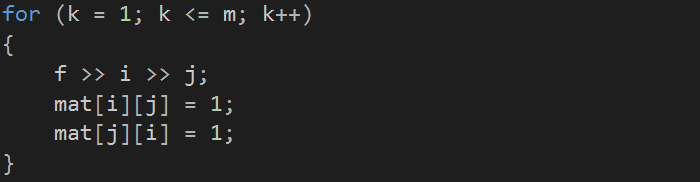 for (k = 1; k <= m; k++)
{
    f >> i >> j;
    mat[i][j] = 1;
    mat[j][i] = 1;
}